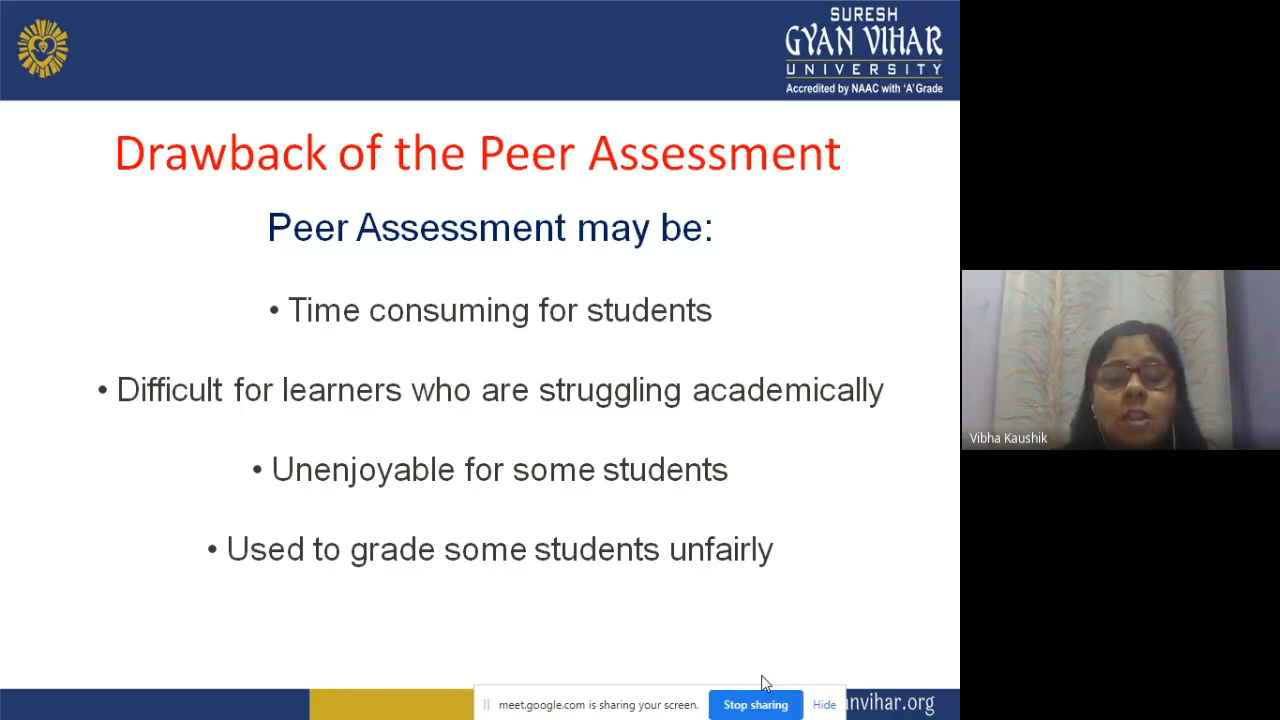 SURESH
GYAN VIHAR
UNIVERSITY
Accredited by NAAC with 'A' Grade
Drawback of the Peer Assessment
Peer Assessment may be:
• Time consuming for students
• Difficult for learners who are struggling academically
• Unenjoyable for some students
• Used to grade some students unfairly
Vibha Kaushik
meet.google.com is sharing your screen. Stop sharing Hide
anvihar.org